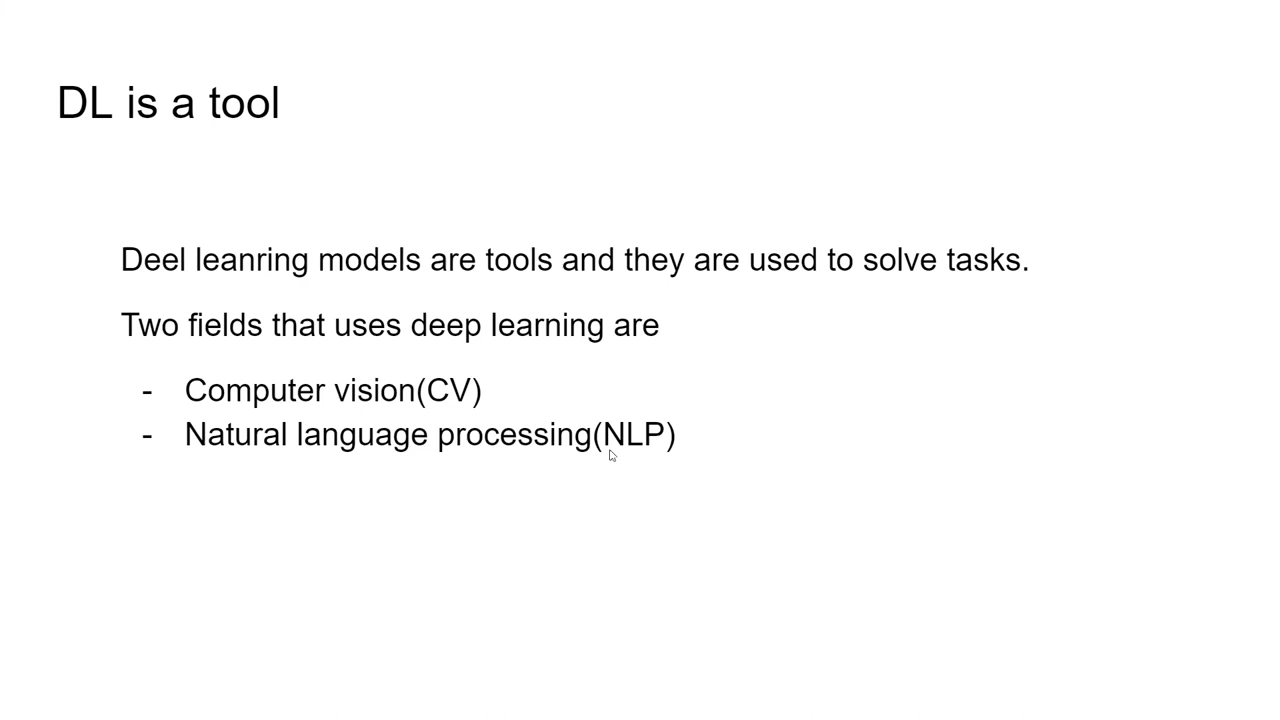 DL is a tool
Deel leanring models are tools and they are used to solve tasks.
Two fields that uses deep learning are
- Computer vision(CV)
- Natural language processing(NLP)